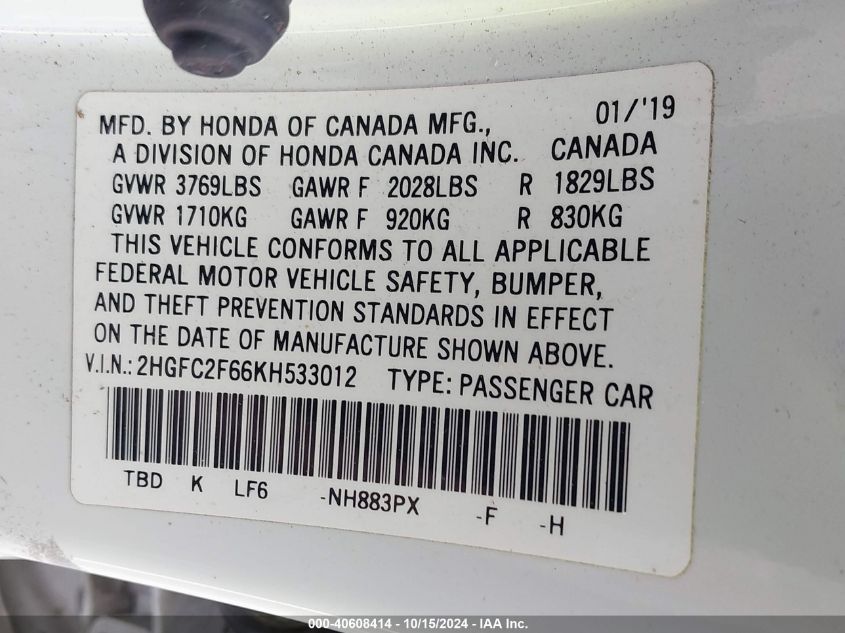 MFD. BY HONDA OF CANADA MFG., 01/'19
A DIVISION OF HONDA CANADA INC. CANADA
GVWR 3769LBS GAWR F 2028LBS R 1829LBS
GVWR 1710KG GAWR F 920KG R 830KG
THIS VEHICLE CONFORMS TO ALL APPLICABLE
FEDERAL MOTOR VEHICLE SAFETY, BUMPER,
AND THEFT PREVENTION STANDARDS IN EFFECT
ON THE DATE OF MANUFACTURE SHOWN ABOVE.
V.I.N.: 2HGFC2F66KH533012 TYPE: PASSENGER CAR
TBD K LF6 -NH883PX -F -H
000-40608414 - 10/15/2024 - IAA Inc.